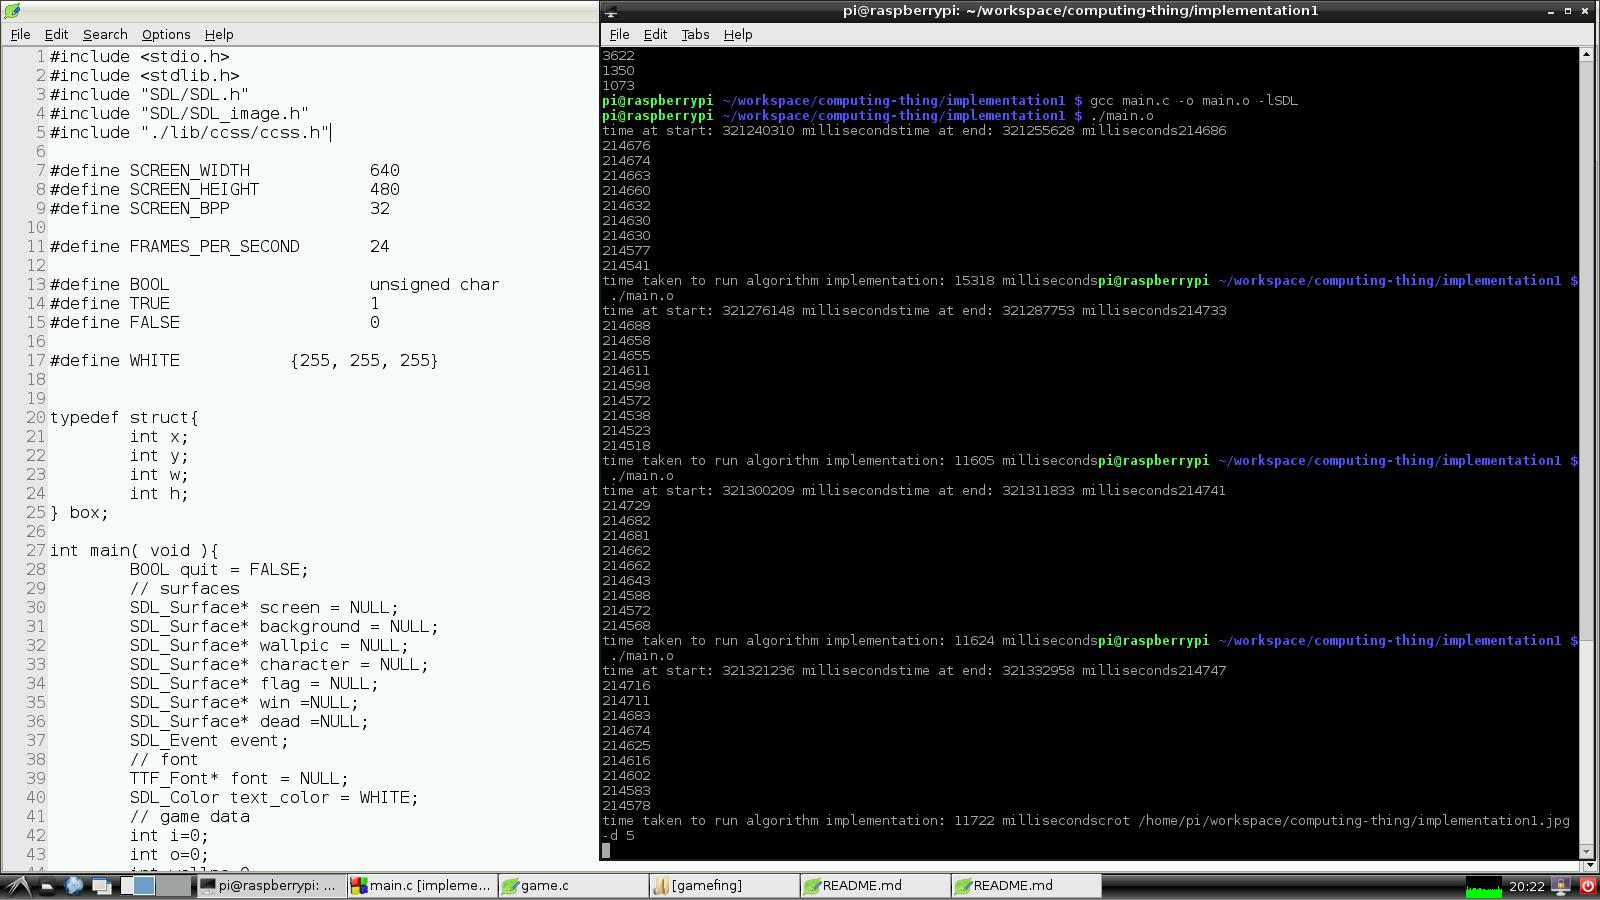 File Edit Search Options Help
1 #include <stdio.h>
2 #include <stdlib.h>
3 #include "SDL/SDL.h"
4 #include "SDL/SDL_image.h"
5 #include "./lib/ccss/ccss.h"
6
7 #define SCREEN_WIDTH 640
8 #define SCREEN_HEIGHT 480
9 #define SCREEN_BPP 32
10
11 #define FRAMES_PER_SECOND 24
12
13 #define BOOL unsigned char
14 #define TRUE 1
15 #define FALSE 0
16
17 #define WHITE {255, 255, 255}
18
19
20 typedef struct{
21 int x;
22 int y;
23 int w;
24 int h;
25 } box;
26
27 int main( void ){
28 BOOL quit = FALSE;
29 // surfaces
30 SDL_Surface* screen = NULL;
31 SDL_Surface* background = NULL;
32 SDL_Surface* wallpic = NULL;
33 SDL_Surface* character = NULL;
34 SDL_Surface* flag = NULL;
35 SDL_Surface* win =NULL;
36 SDL_Surface* dead =NULL;
37 SDL_Event event;
38 // font
39 TTF_Font* font = NULL;
40 SDL_Color text_color = WHITE;
41 // game data
42 int i=0;
43 int o=0;
pi@raspberrypi: ~/workspace/computing-thing/implementation1
File Edit Tabs Help
3622
1350
1073
pi@raspberrypi ~/workspace/computing-thing/implementation1 $ gcc main.c -o main.o -lSDL
pi@raspberrypi ~/workspace/computing-thing/implementation1 $ ./main.o
time at start: 321240310 millisecondstime at end: 321255628 milliseconds214686
214676
214674
214663
214660
214632
214630
214630
214577
214541
time taken to run algorithm implementation: 15318 millisecondspi@raspberrypi ~/workspace/computing-thing/implementation1 $
./main.o
time at start: 321276148 millisecondstime at end: 321287753 milliseconds214733
214688
214658
214655
214611
214598
214572
214538
214523
214518
time taken to run algorithm implementation: 11605 millisecondspi@raspberrypi ~/workspace/computing-thing/implementation1 $
./main.o
time at start: 321300209 millisecondstime at end: 321311833 milliseconds214741
214729
214682
214681
214662
214662
214643
214588
214572
214568
time taken to run algorithm implementation: 11624 millisecondspi@raspberrypi ~/workspace/computing-thing/implementation1 $
./main.o
time at start: 321321236 millisecondstime at end: 321332958 milliseconds214747
214716
214711
214683
214674
214625
214616
214602
214583
214578
time taken to run algorithm implementation: 11722 millisecondscrot /home/pi/workspace/computing-thing/implementation1.jpg
-d 5
pi@raspberrypi: ... main.c [impleme... game.c [gamefing] README.md README.md 20:22